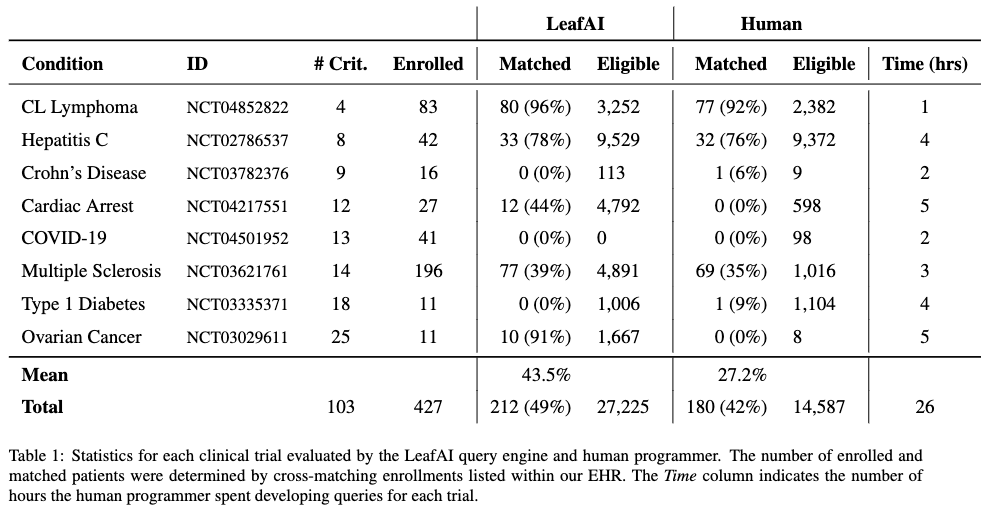 LeafAI Human
Condition ID # Crit. Enrolled Matched Eligible Matched Eligible Time (hrs)
CL Lymphoma NCT04852822 4 83 80 (96%) 3,252 77 (92%) 2,382 1
Hepatitis C NCT02786537 8 42 33 (78%) 9,529 32 (76%) 9,372 4
Crohn's Disease NCT03782376 9 16 0 (0%) 113 1 (6%) 9 2
Cardiac Arrest NCT04217551 12 27 12 (44%) 4,792 0 (0%) 598 5
COVID-19 NCT04501952 13 41 0 (0%) 0 0 (0%) 98 2
Multiple Sclerosis NCT03621761 14 196 77 (39%) 4,891 69 (35%) 1,016 3
Type 1 Diabetes NCT03335371 18 11 0 (0%) 1,006 1 (9%) 1,104 4
Ovarian Cancer NCT03029611 25 11 10 (91%) 1,667 0 (0%) 8 5
Mean 43.5% 27.2%
Total 103 427 212 (49%) 27,225 180 (42%) 14,587 26
Table 1: Statistics for each clinical trial evaluated by the LeafAI query engine and human programmer. The number of enrolled and
matched patients were determined by cross-matching enrollments listed within our EHR. The Time column indicates the number of
hours the human programmer spent developing queries for each trial.